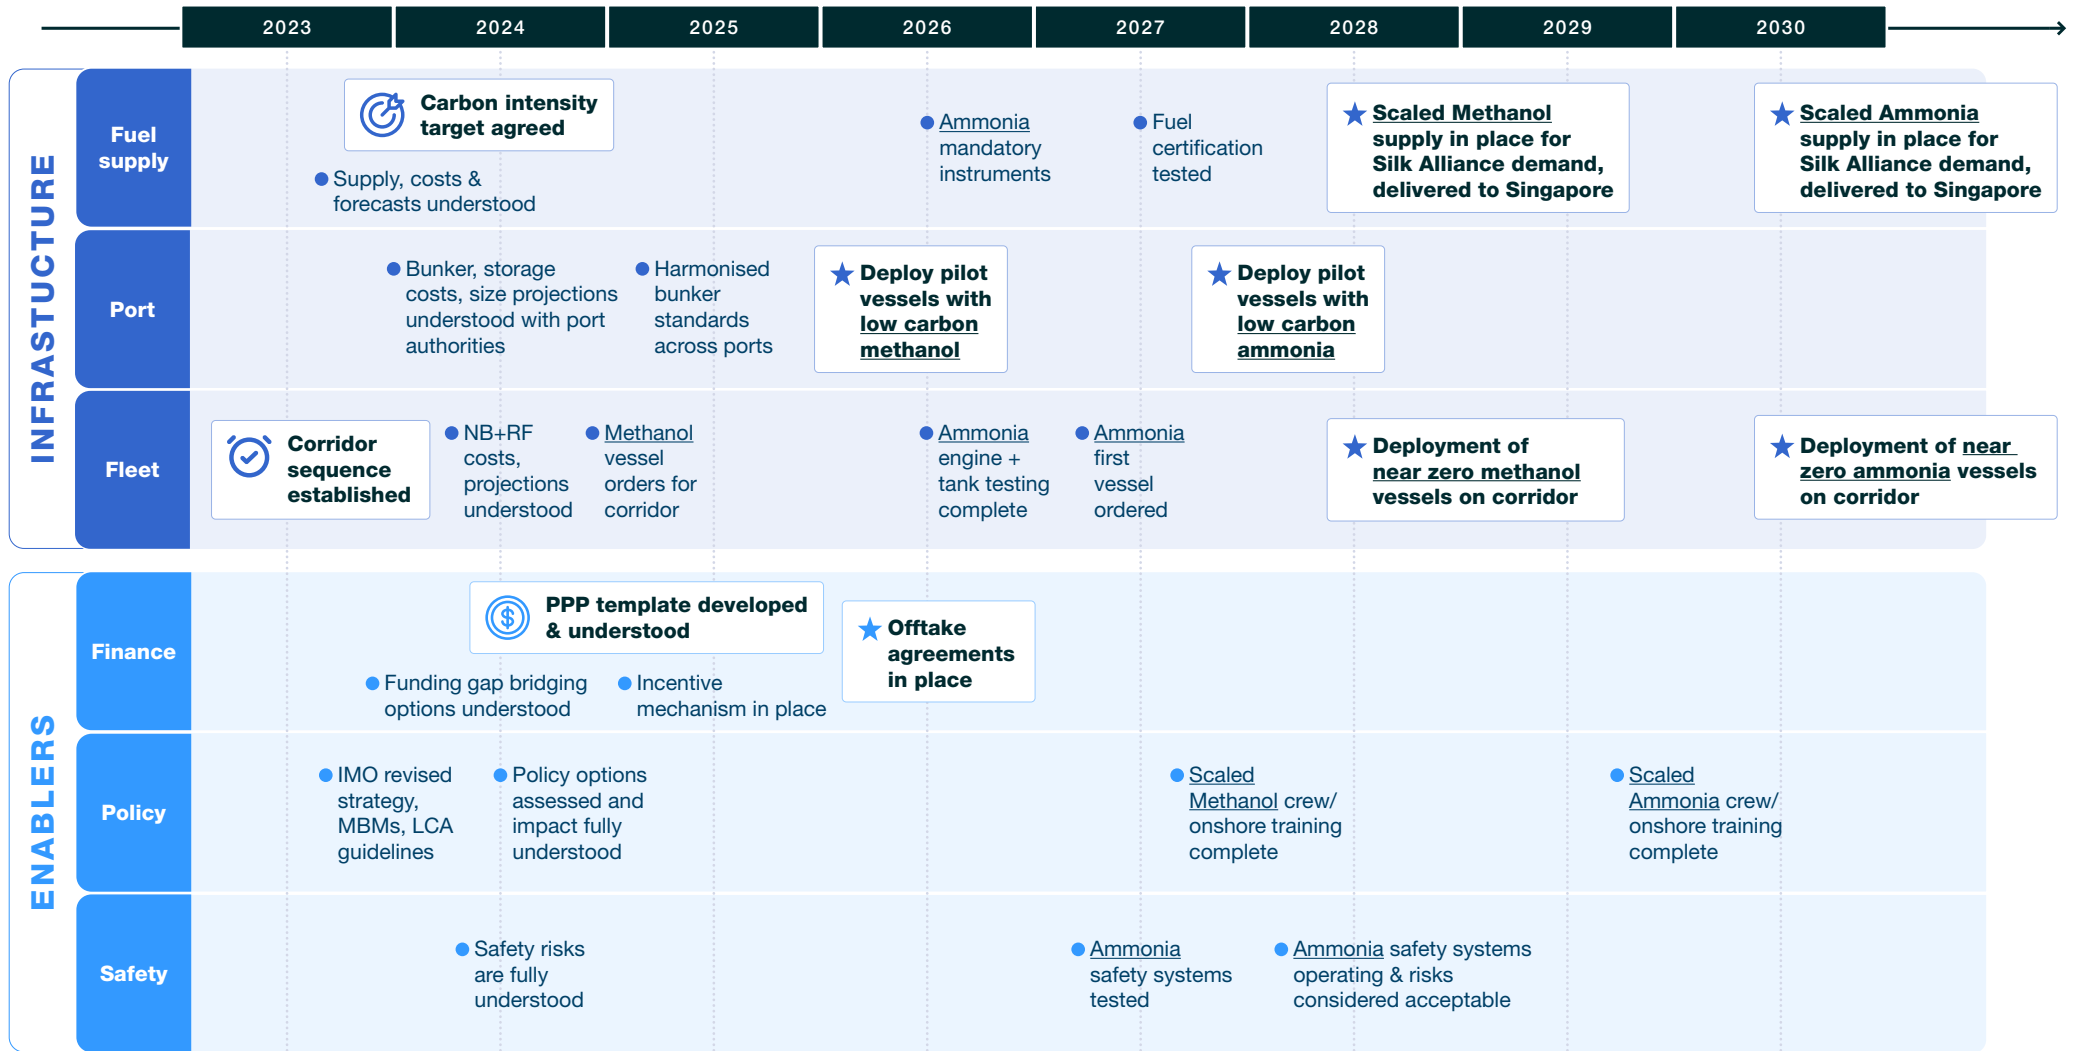 2023
2024
2025
2026
2027
2028
2029
2030
INFRASTUCTURE
Fuel
supply
Carbon intensity
target agreed
Supply, costs &
forecasts understood
Ammonia
mandatory
instruments
Fuel
certification
tested
Scaled Methanol
supply in place for
Silk Alliance demand,
delivered to Singapore
Scaled Ammonia
supply in place for
Silk Alliance demand,
delivered to Singapore
Port
Bunker, storage
costs, size projections
understood with port
authorities
Harmonised
bunker
standards
across ports
Deploy pilot
vessels with
low carbon
methanol
Deploy pilot
vessels with
low carbon
ammonia
Fleet
Corridor
sequence
established
NB+RF
costs,
projections
understood
Methanol
vessel
orders for
corridor
Ammonia
engine +
tank testing
complete
Ammonia
first
vessel
ordered
Deployment of
near zero methanol
vessels on corridor
Deployment of near
zero ammonia vessels
on corridor
ENABLERS
Finance
$ PPP template developed
& understood
Funding gap bridging
options understood
Incentive
mechanism in place
Offtake
agreements
in place
Policy
IMO revised
strategy,
MBMs, LCA
guidelines
Policy options
assessed and
impact fully
understood
Scaled
Methanol crew/
onshore training
complete
Scaled
Ammonia crew/
onshore training
complete
Safety
Safety risks
are fully
understood
Ammonia
safety systems
tested
Ammonia safety systems
operating & risks
considered acceptable